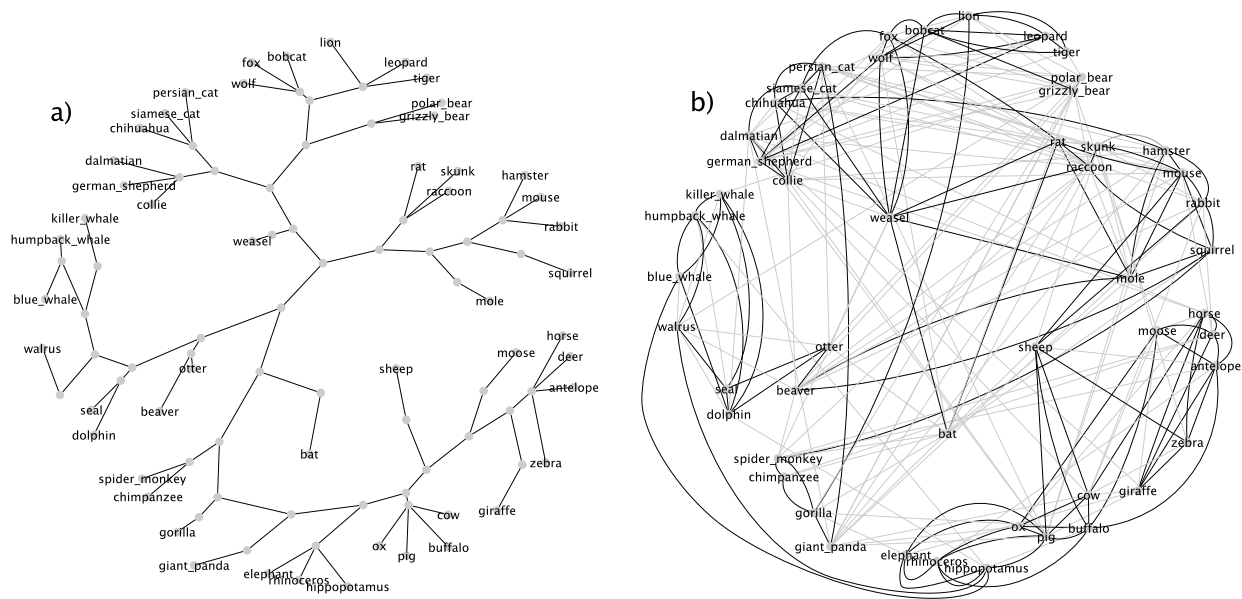 a)
lion
fox
bobcat
leopard
wolf
tiger
persian_cat
siamese_cat
chihuahua
polar_bear
grizzly_bear
dalmatian
german_shepherd
collie
rat
skunk
raccoon
hamster
mouse
rabbit
squirrel
mole
killer_whale
humpback_whale
weasel
blue_whale
walrus
otter
seal
beaver
dolphin
sheep
moose
horse
deer
antelope
bat
zebra
giraffe
spider_monkey
chimpanzee
gorilla
giant_panda
elephant
rhinoceros
hippopotamus
ox
pig
cow
buffalo
b)
lion
fox
bobcat
leopard
tiger
wolf
persian_cat
siamese_cat
chihuahua
polar_bear
grizzly_bear
dalmatian
german_shepherd
collie
rat
skunk
raccoon
hamster
mouse
rabbit
killer_whale
humpback_whale
weasel
squirrel
blue_whale
mole
walrus
otter
sheep
moose
horse
deer
antelope
seal
beaver
dolphin
bat
zebra
spider_monkey
chimpanzee
gorilla
giant_panda
cow
giraffe
ox
pig
buffalo
elephant
rhinoceros
hippopotamus